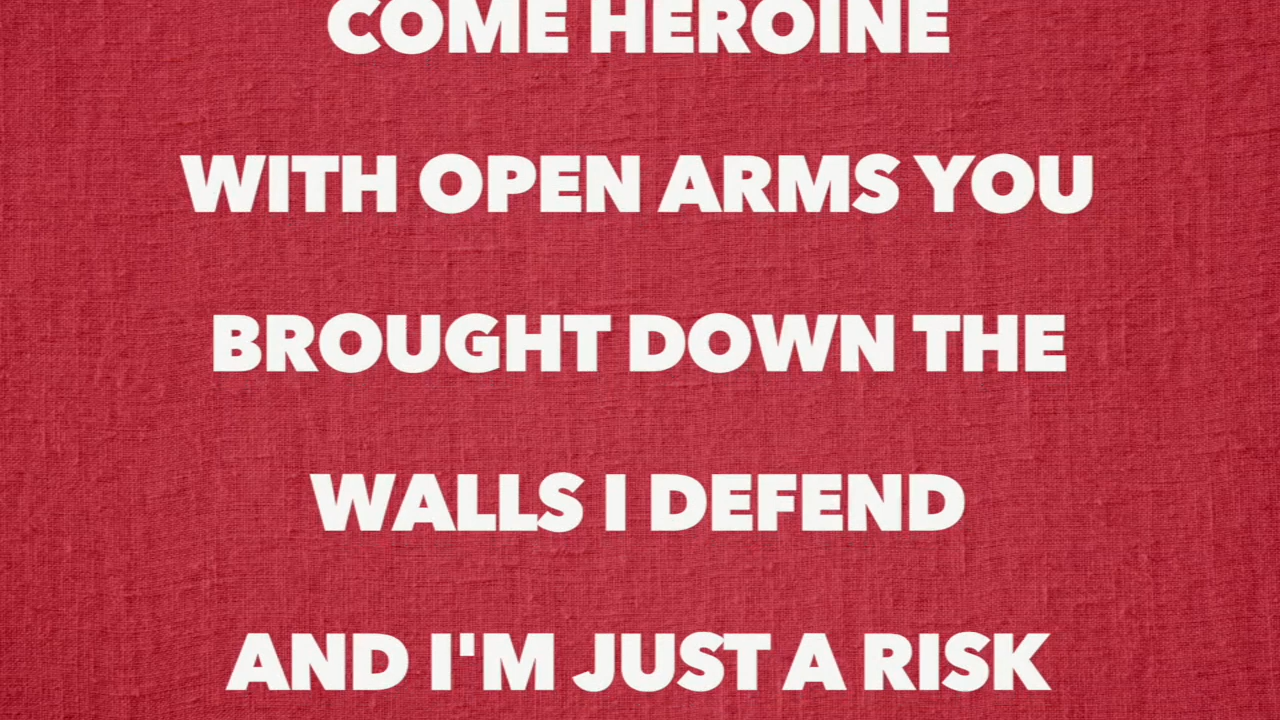 COME HEROINE
WITH OPEN ARMS YOU
BROUGHT DOWN THE
WALLS I DEFEND
AND I'M JUST A RISK